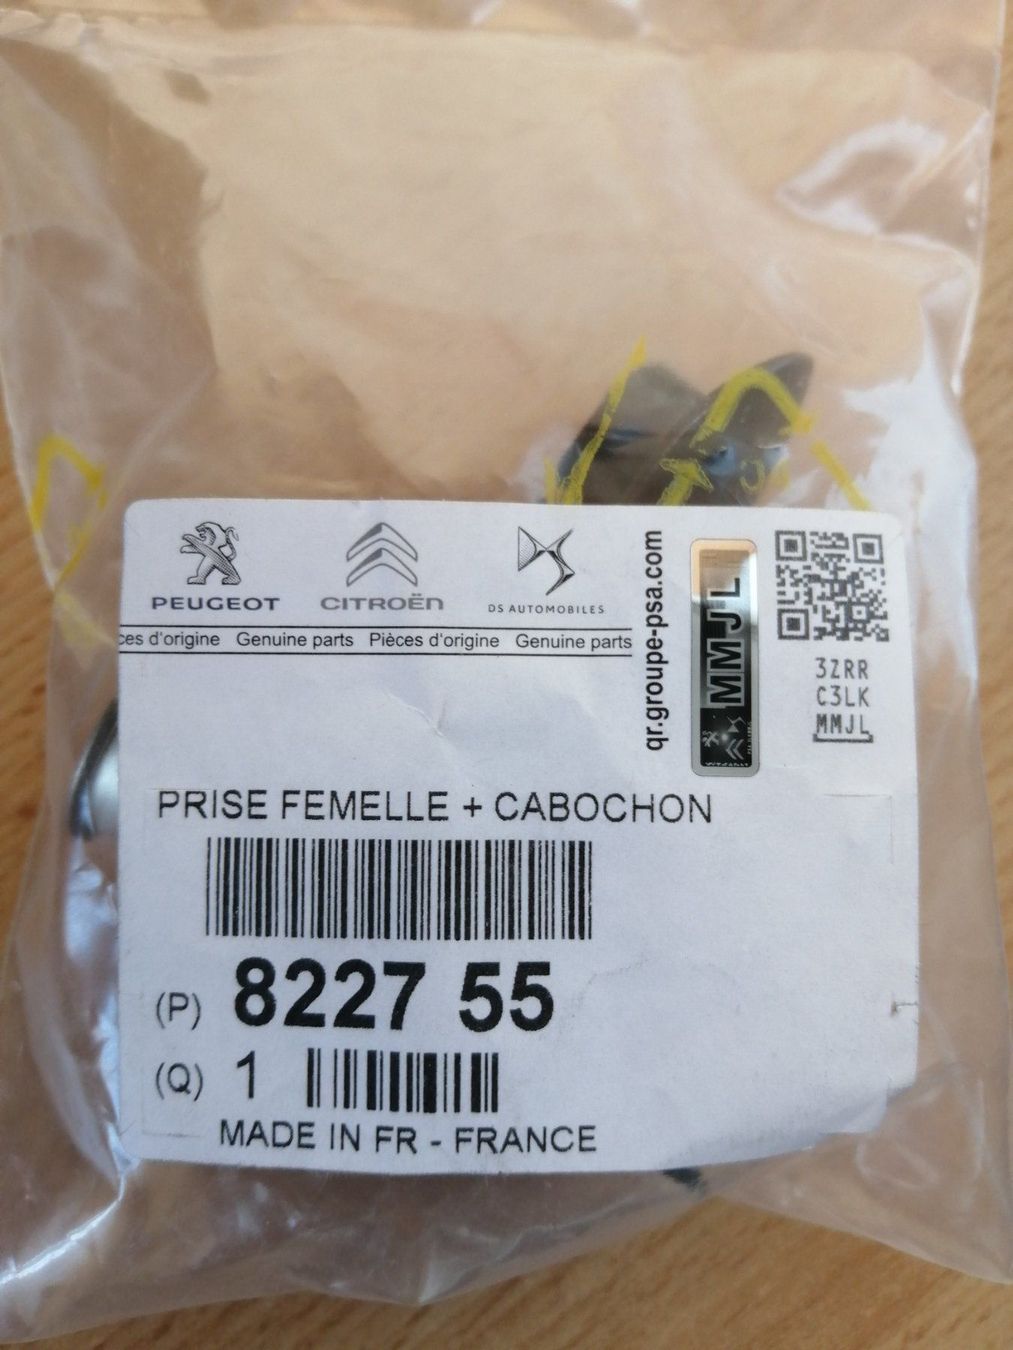 PEUGEOT CITROËN DS AUTOMOBILES
ces d'origine Genuine parts Pièces d'origine Genuine parts
qr.groupe-psa.com
MMJL
3ZRR
C3LK
MMJL
PRISE FEMELLE + CABOCHON
(P) 8227 55
(Q) 1
MADE IN FR - FRANCE